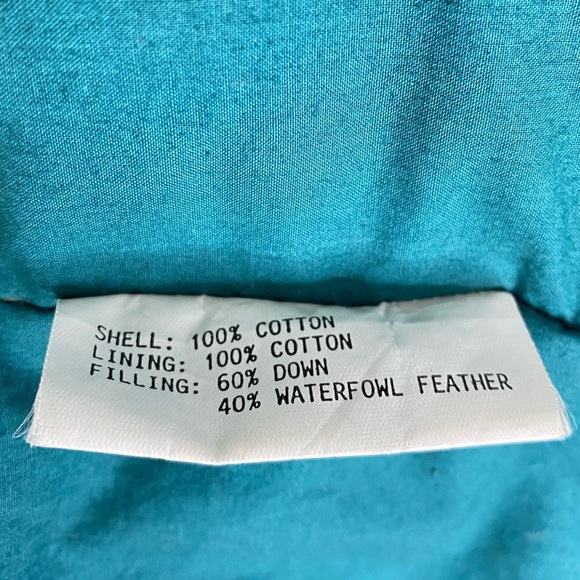 SHELL: 100% COTTON
LINING: 100% COTTON
FILLING: 60% DOWN
40% WATERFOWL FEATHER